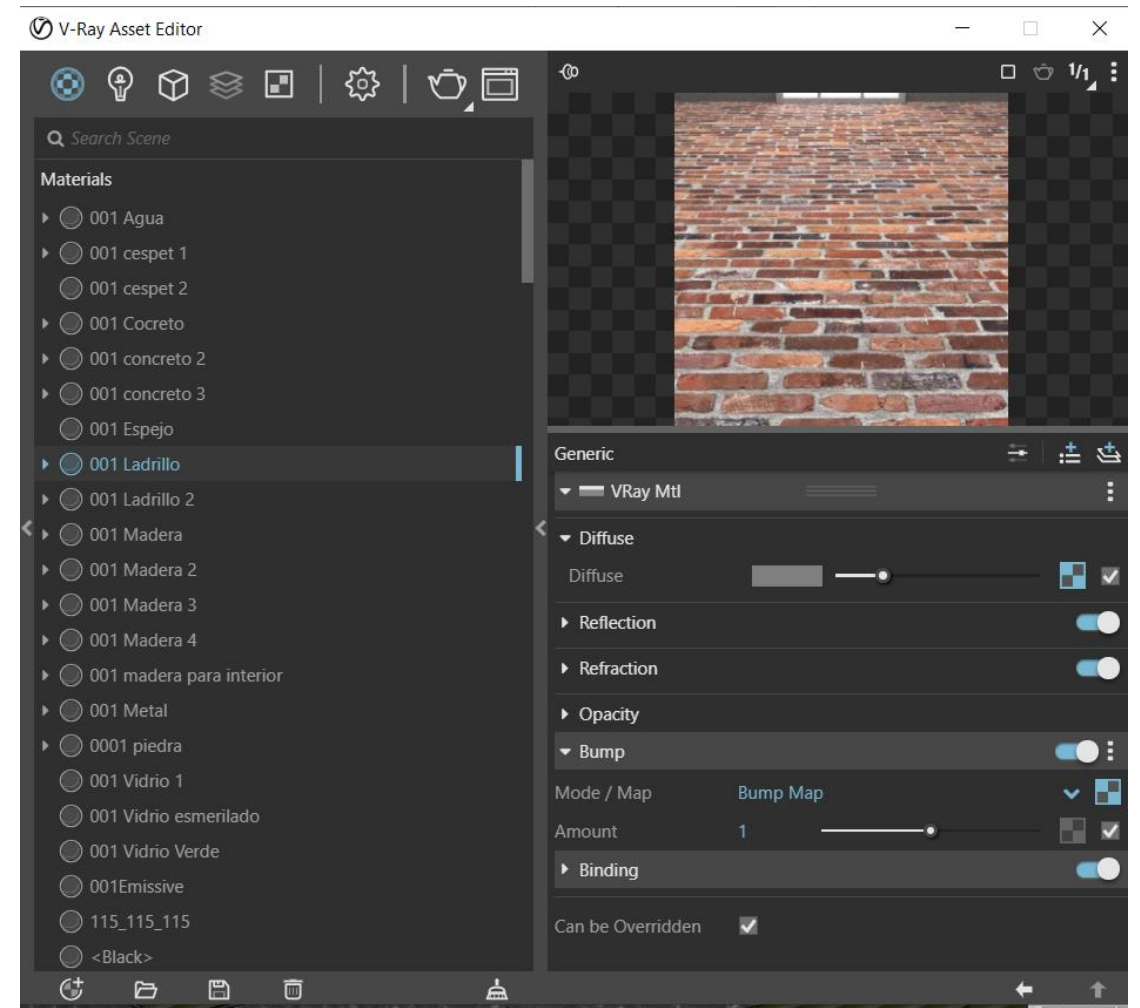 V-Ray Asset Editor
1/1
Search Scene
Materials
001 Agua
001 cespet 1
001 cespet 2
001 Cocreto
001 concreto 2
001 concreto 3
001 Espejo
001 Ladrillo
001 Ladrillo 2
001 Madera
001 Madera 2
001 Madera 3
001 Madera 4
001 madera para interior
001 Metal
0001 piedra
001 Vidrio 1
001 Vidrio esmerilado
001 Vidrio Verde
001Emissive
115_115_115
<Black>
Generic
VRay Mtl
Diffuse
Diffuse
Reflection
Refraction
Opacity
Bump
Mode / Map Bump Map
Amount 1
Binding
Can be Overridden